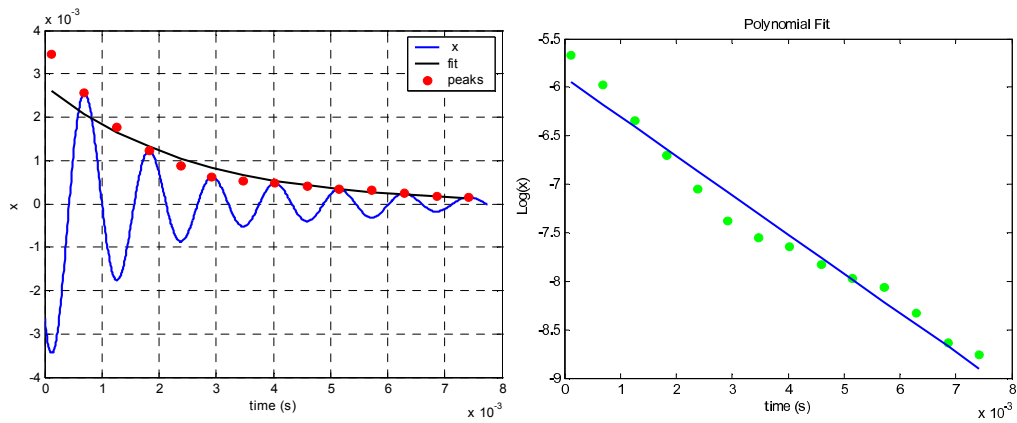 x 10⁻³
4
3
2
1
0
-1
-2
-3
-4
x
0 1 2 3 4 5 6 7 8
time (s)
x 10⁻³
x
fit
peaks
Polynomial Fit
-5.5
-6
-6.5
-7
-7.5
-8
-8.5
-9
Log(x)
0 1 2 3 4 5 6 7 8
time (s)
x 10⁻³